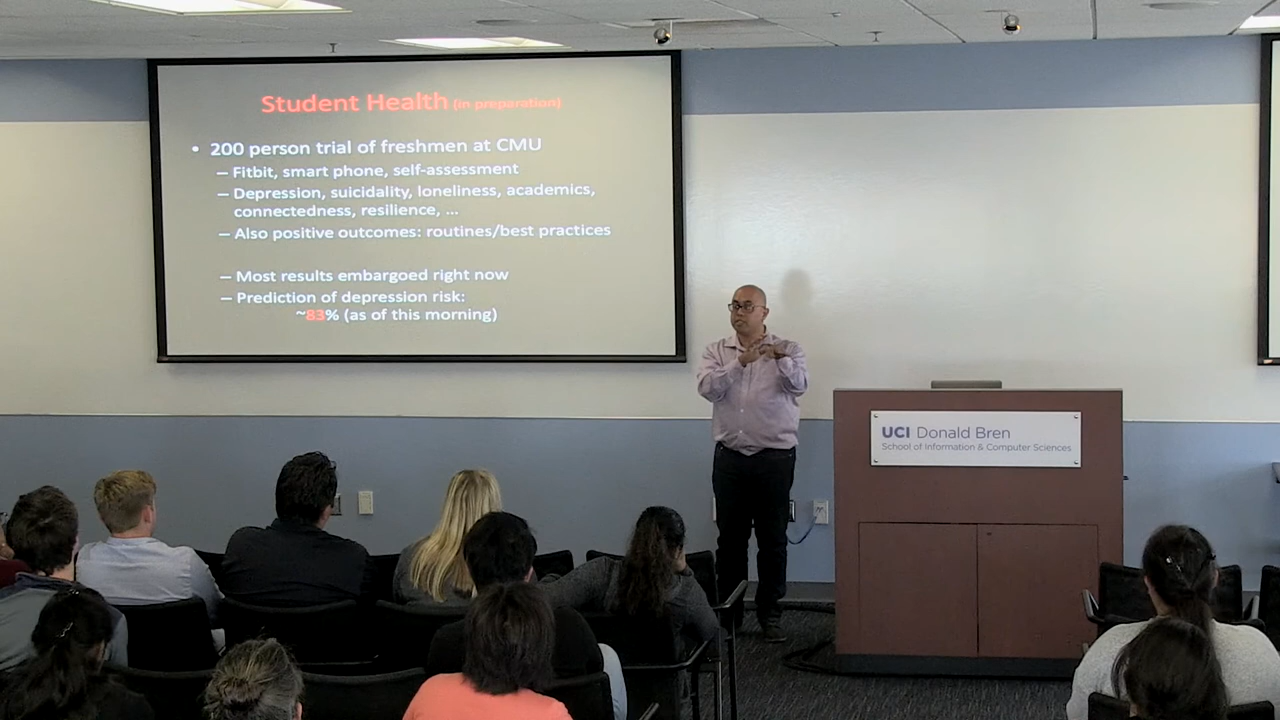 Student Health (in preparation)
• 200 person trial of freshmen at CMU
– Fitbit, smart phone, self-assessment
– Depression, suicidality, loneliness, academics,
connectedness, resilience, ...
– Also positive outcomes: routines/best practices
– Most results embargoed right now
– Prediction of depression risk:
~83% (as of this morning)
UCI Donald Bren
School of Information & Computer Sciences